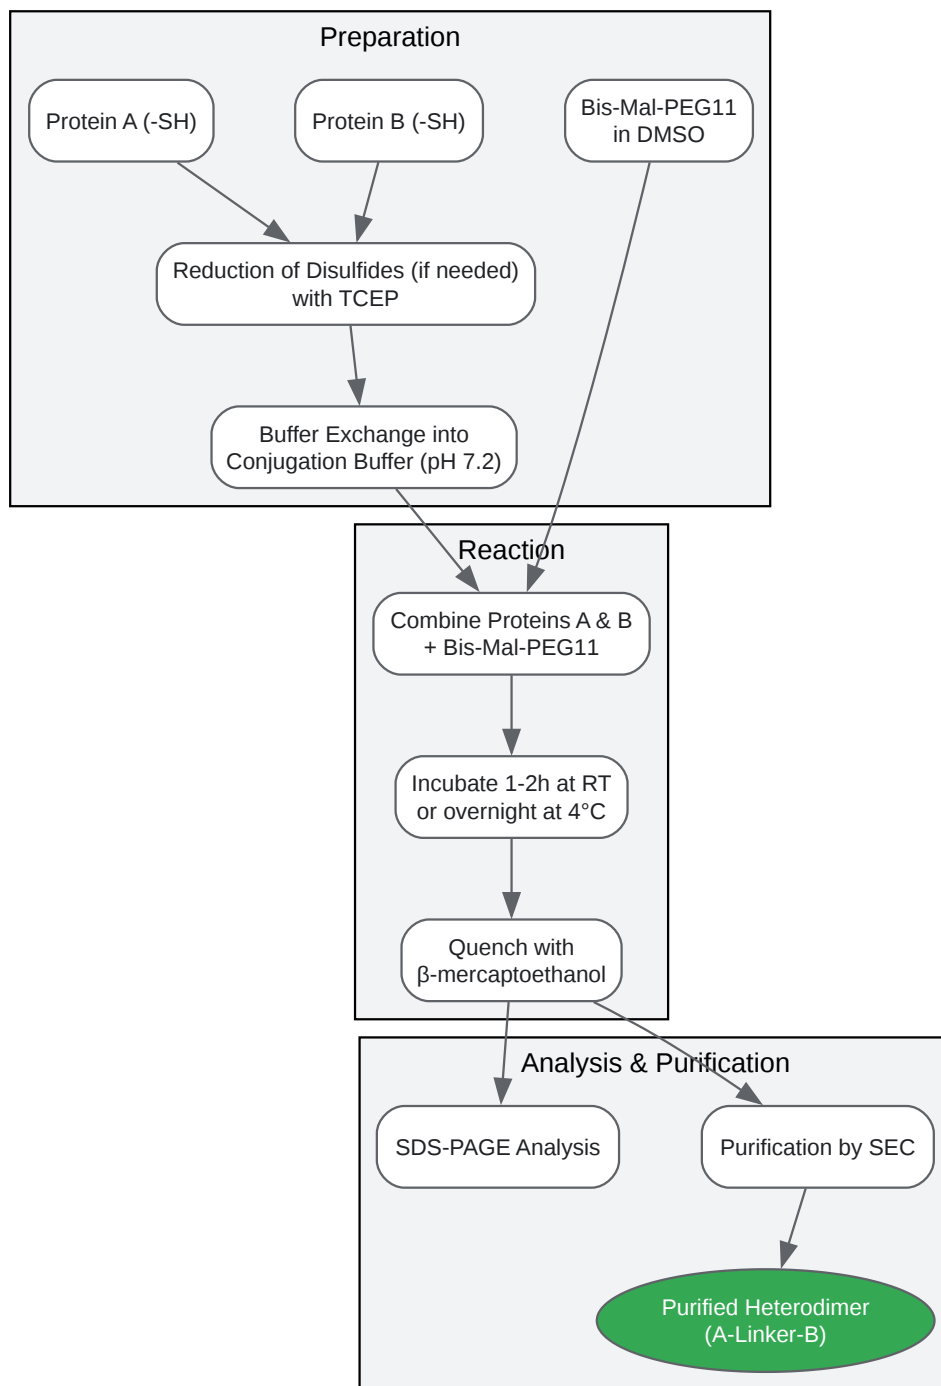 Preparation
Protein A (-SH)
Protein B (-SH)
Bis-Mal-PEG11
in DMSO
Reduction of Disulfides (if needed)
with TCEP
Buffer Exchange into
Conjugation Buffer (pH 7.2)
Reaction
Combine Proteins A & B
+ Bis-Mal-PEG11
Incubate 1-2h at RT
or overnight at 4°C
Quench with
β-mercaptoethanol
Analysis & Purification
SDS-PAGE Analysis
Purification by SEC
Purified Heterodimer
(A-Linker-B)